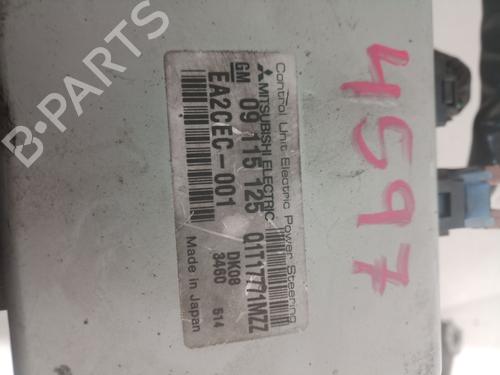 Control Unit Electric Power Steering
MITSUBISHI ELECTRIC
GM 09 115 125 Q1T17771MZZ
EA2CEC-001 DK08
3460 514
Made in Japan
4597
B-PARTS